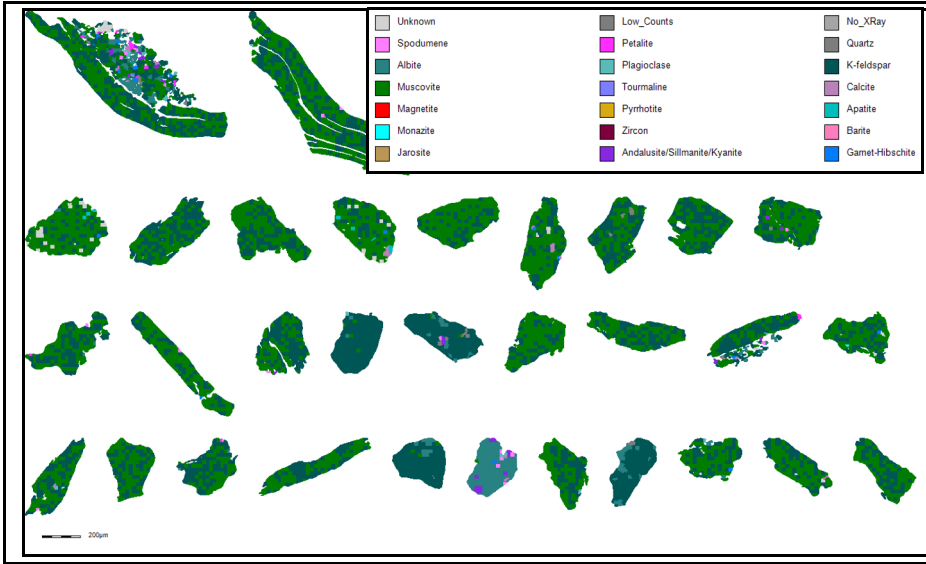 Unknown Low_Counts No_XRay
Spodumene Petalite Quartz
Albite Plagioclase K-feldspar
Muscovite Tourmaline Calcite
Magnetite Pyrrhotite Apatite
Monazite Zircon Barite
Jarosite Andalusite/Sillmanite/Kyanite Garnet-Hibschite
200µm